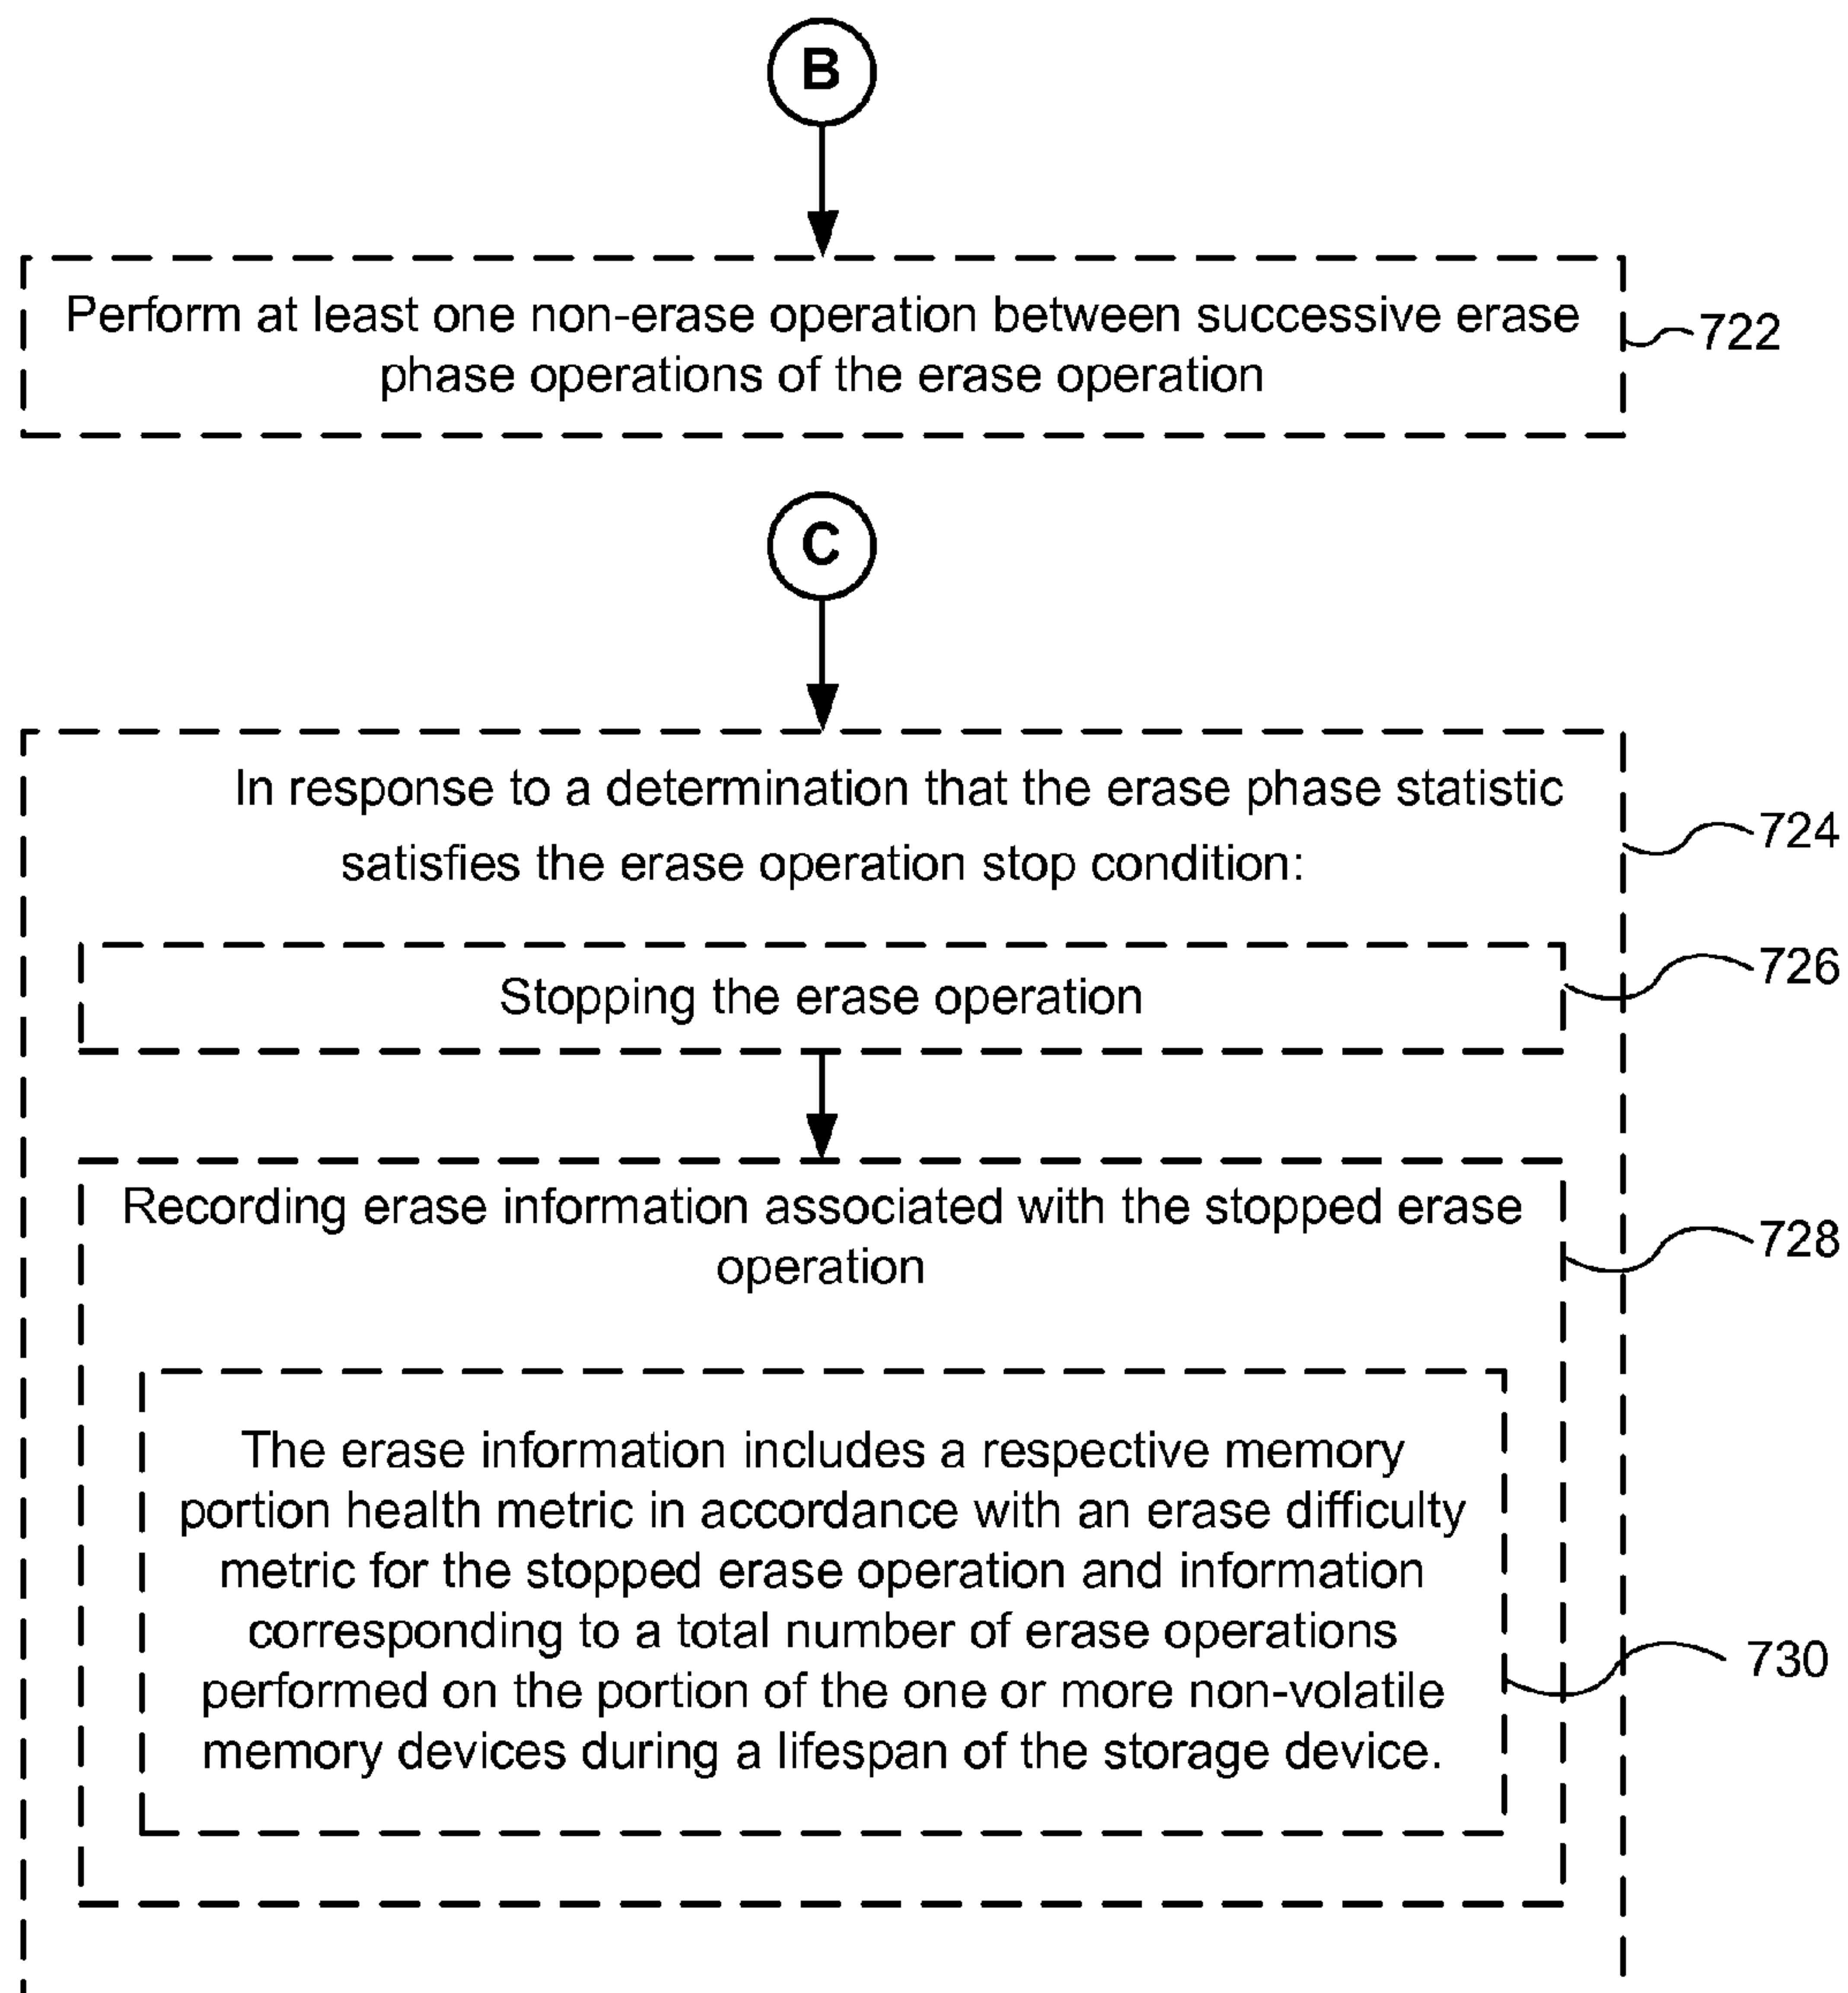 B
Perform at least one non-erase operation between successive erase
phase operations of the erase operation
722
C
In response to a determination that the erase phase statistic
satisfies the erase operation stop condition:
724
Stopping the erase operation
726
Recording erase information associated with the stopped erase
operation
728
The erase information includes a respective memory
portion health metric in accordance with an erase difficulty
metric for the stopped erase operation and information
corresponding to a total number of erase operations
performed on the portion of the one or more non-volatile
memory devices during a lifespan of the storage device.
730